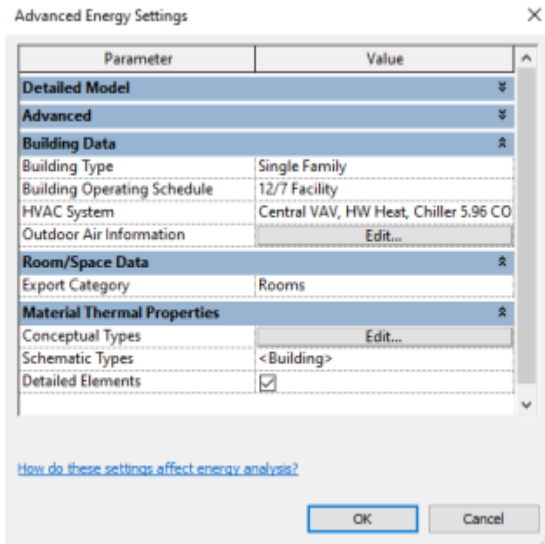 Advanced Energy Settings
Parameter Value
Detailed Model
Advanced
Building Data
Building Type Single Family
Building Operating Schedule 12/7 Facility
HVAC System Central VAV, HW Heat, Chiller 5.96 CO
Outdoor Air Information Edit...
Room/Space Data
Export Category Rooms
Material Thermal Properties
Conceptual Types Edit...
Schematic Types <Building>
Detailed Elements
How do these settings affect energy analysis?
OK Cancel